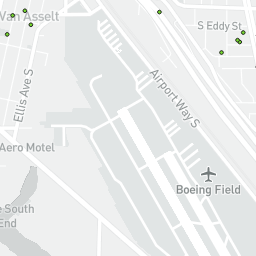 Van Asselt
S Eddy St
Ellis Ave S
Airport Way S
Aero Motel
Boeing Field
South
End